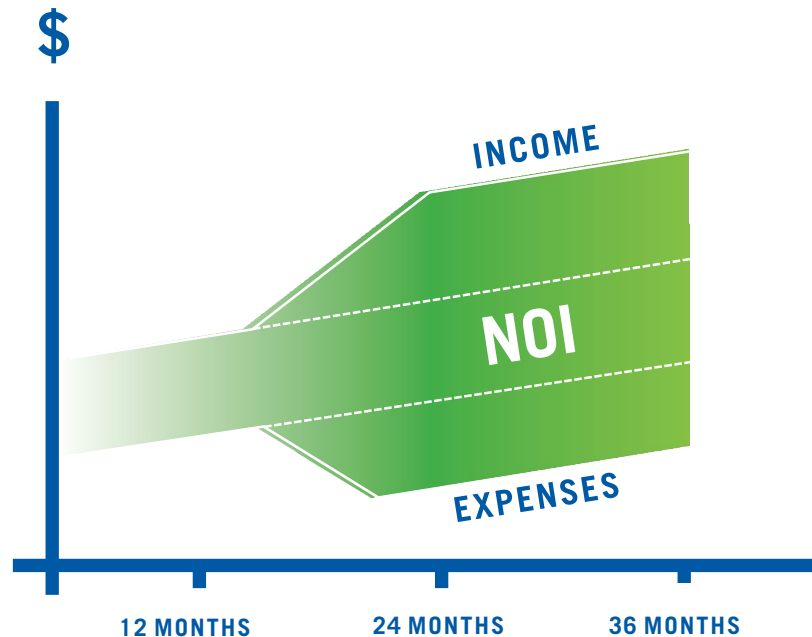 $
INCOME
NOI
EXPENSES
12 MONTHS
24 MONTHS
36 MONTHS